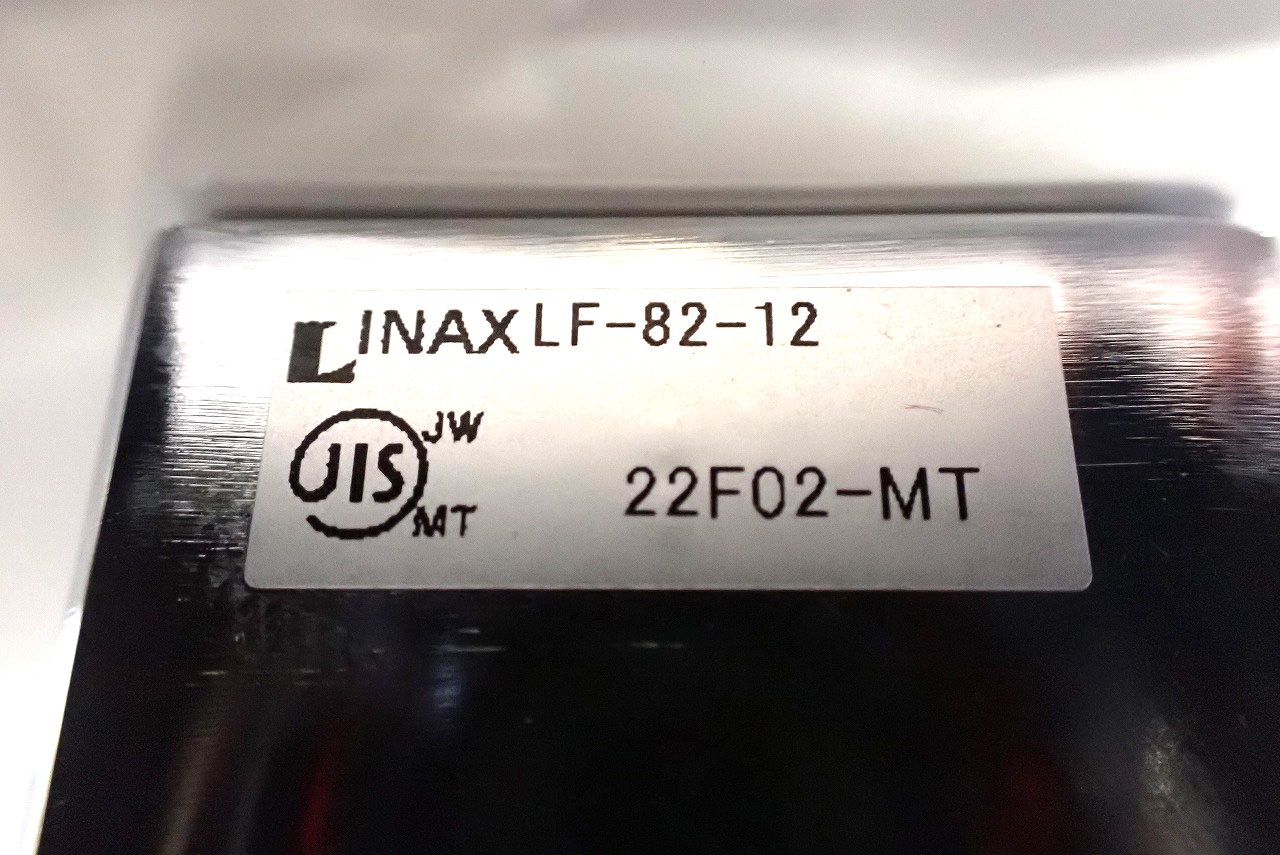 L INAX LF-82-12
JIS JW
MT
22F02-MT